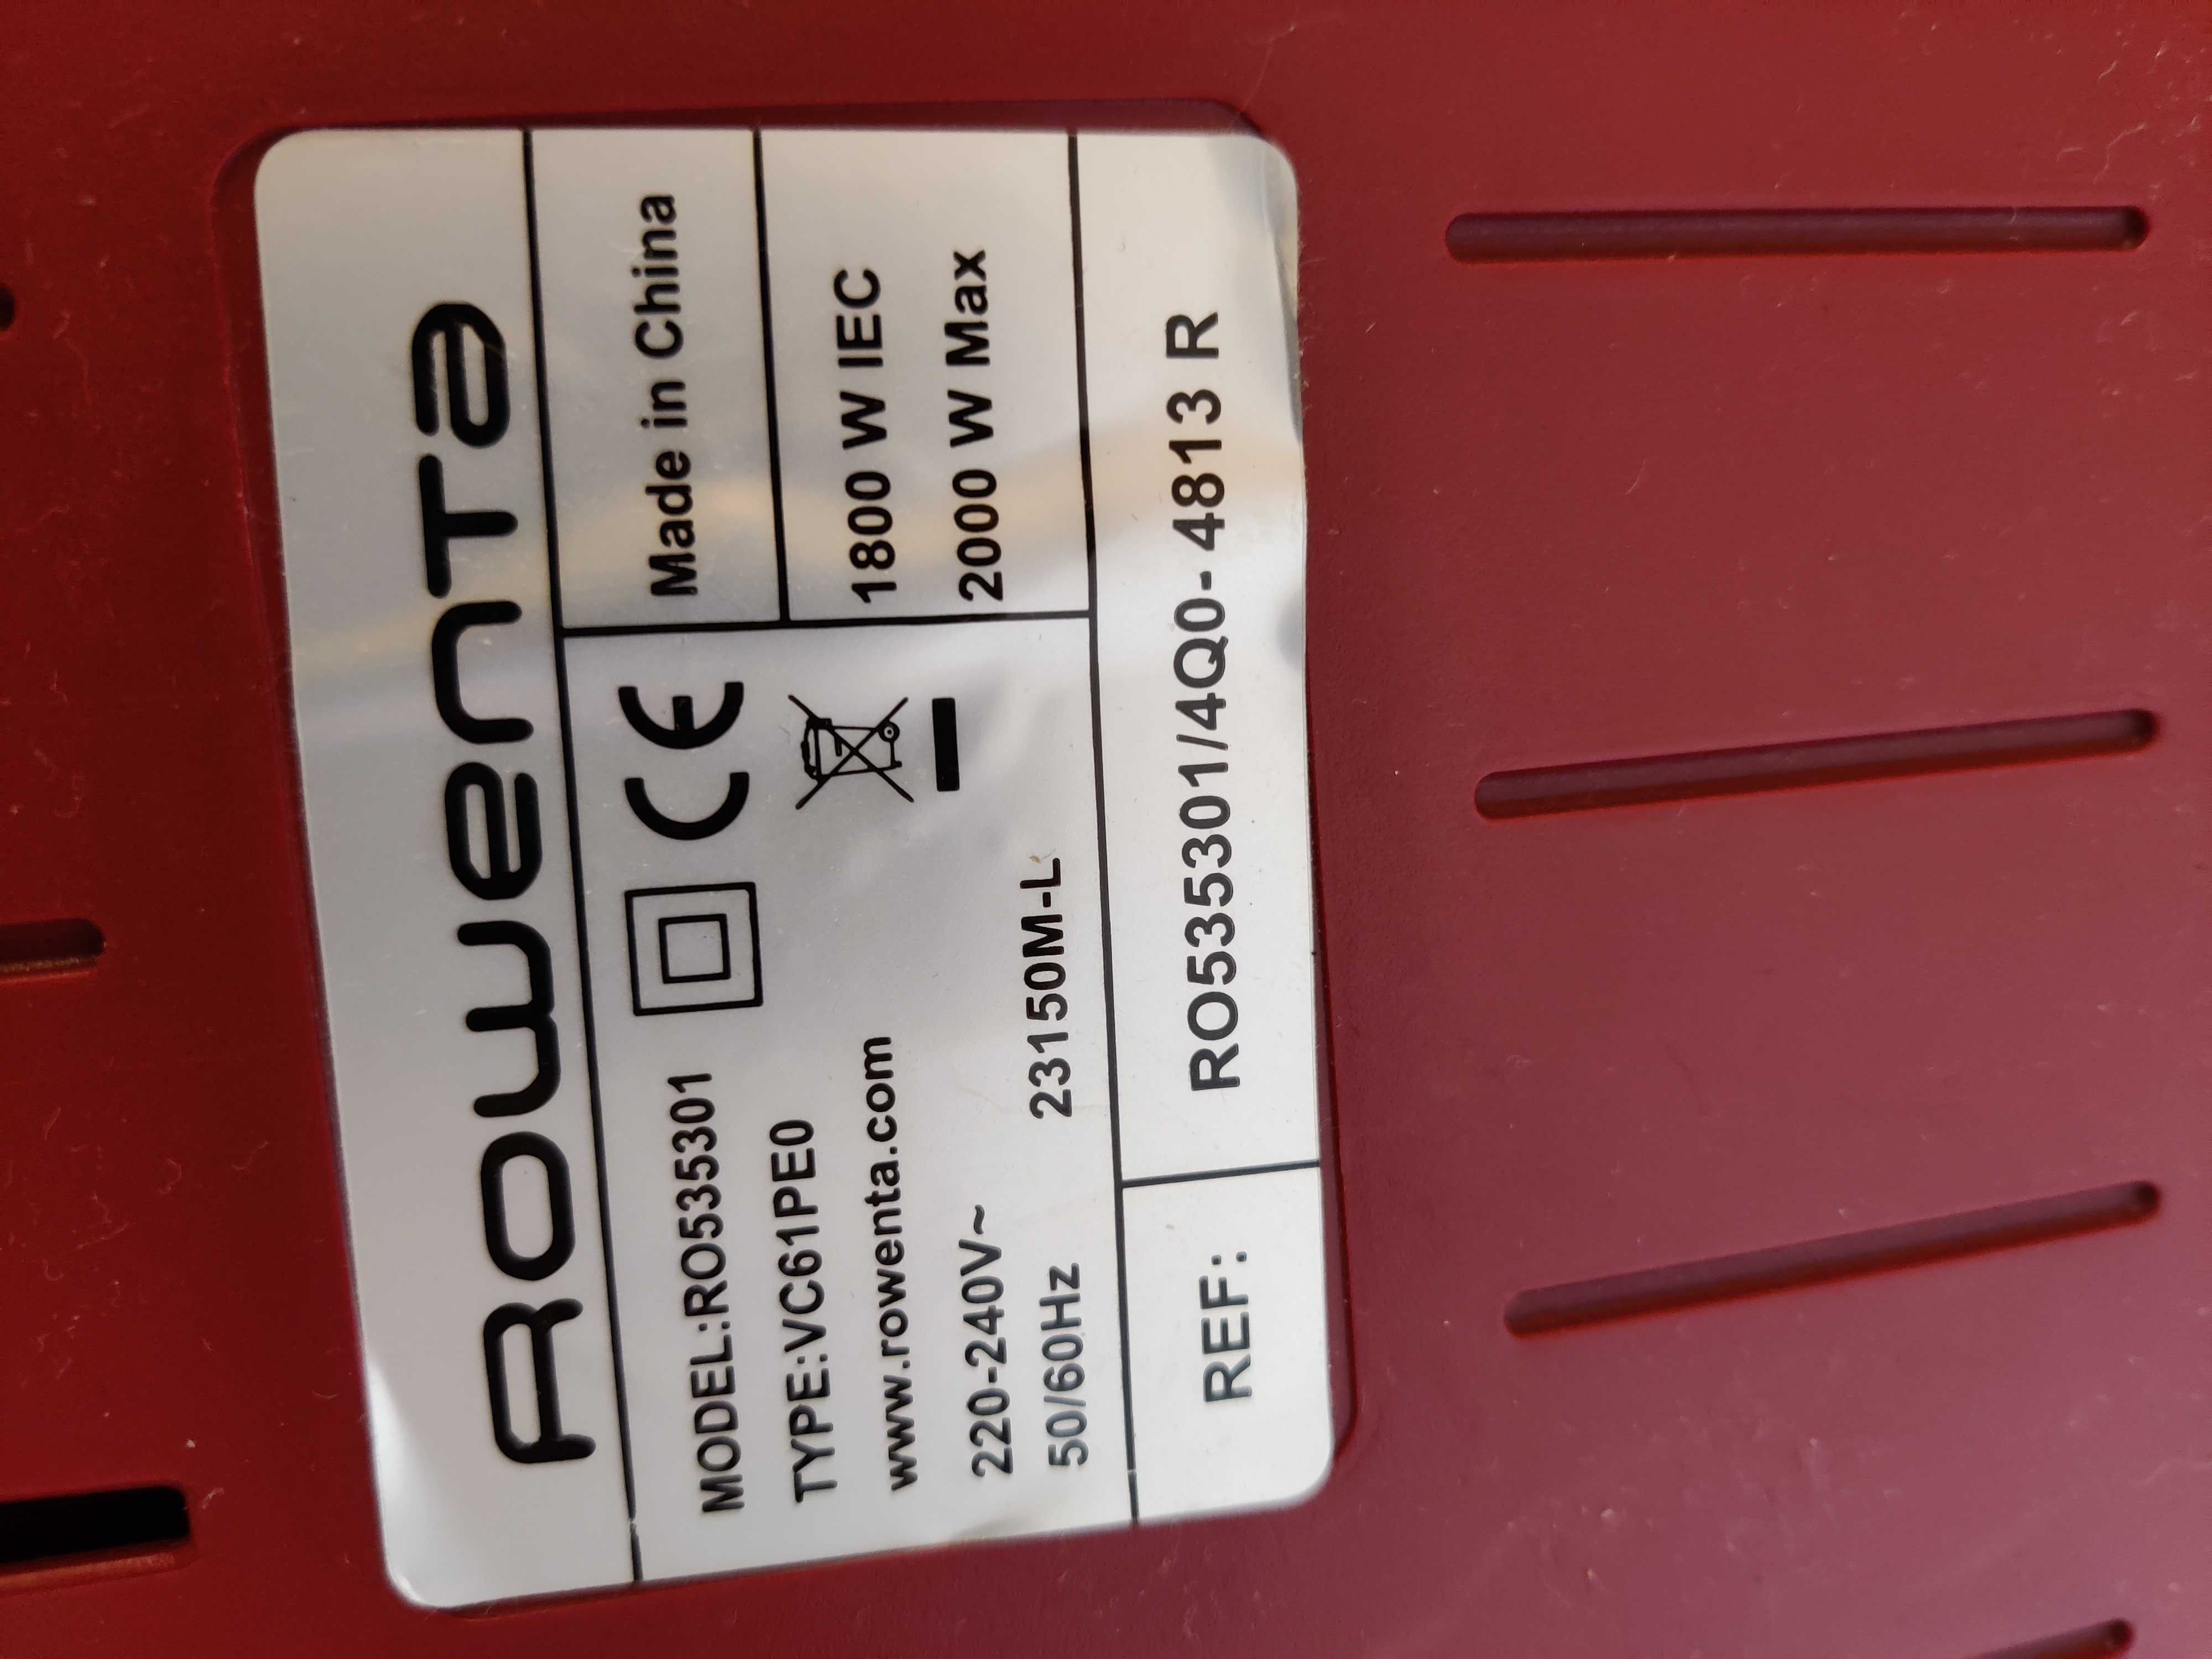 Rowenta
MODEL:RO535301
TYPE:VC61PE0
www.rowenta.com
220-240V~
50/60Hz
23150M-L
CE
Made in China
1800 W IEC
2000 W Max
REF:
RO535301/4Q0- 4813 R